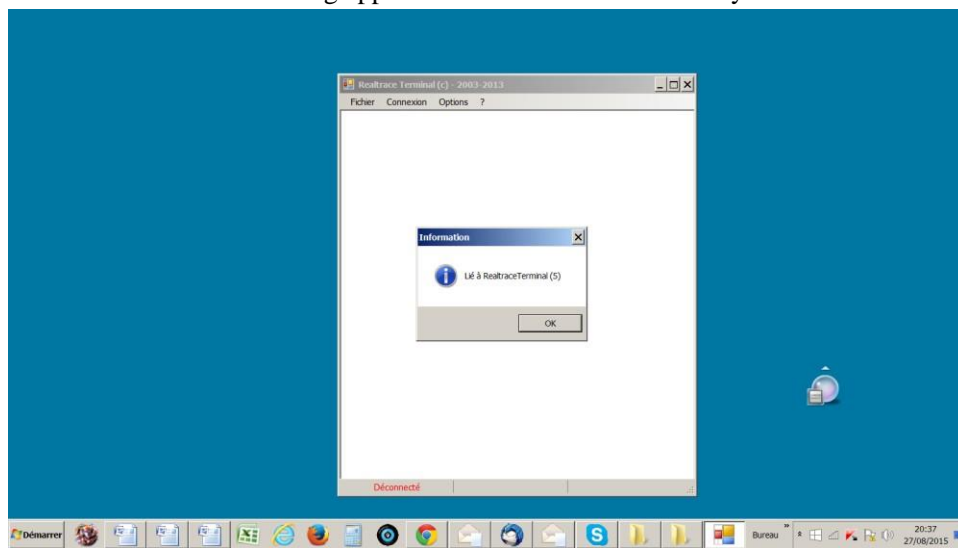 Realtrace Terminal (c) - 2003-2013
Fichier Connexion Options ?
Information
Lié à RealtraceTerminal (5)
OK
Déconnecté
Démarrer
Bureau
20:37
27/08/2015